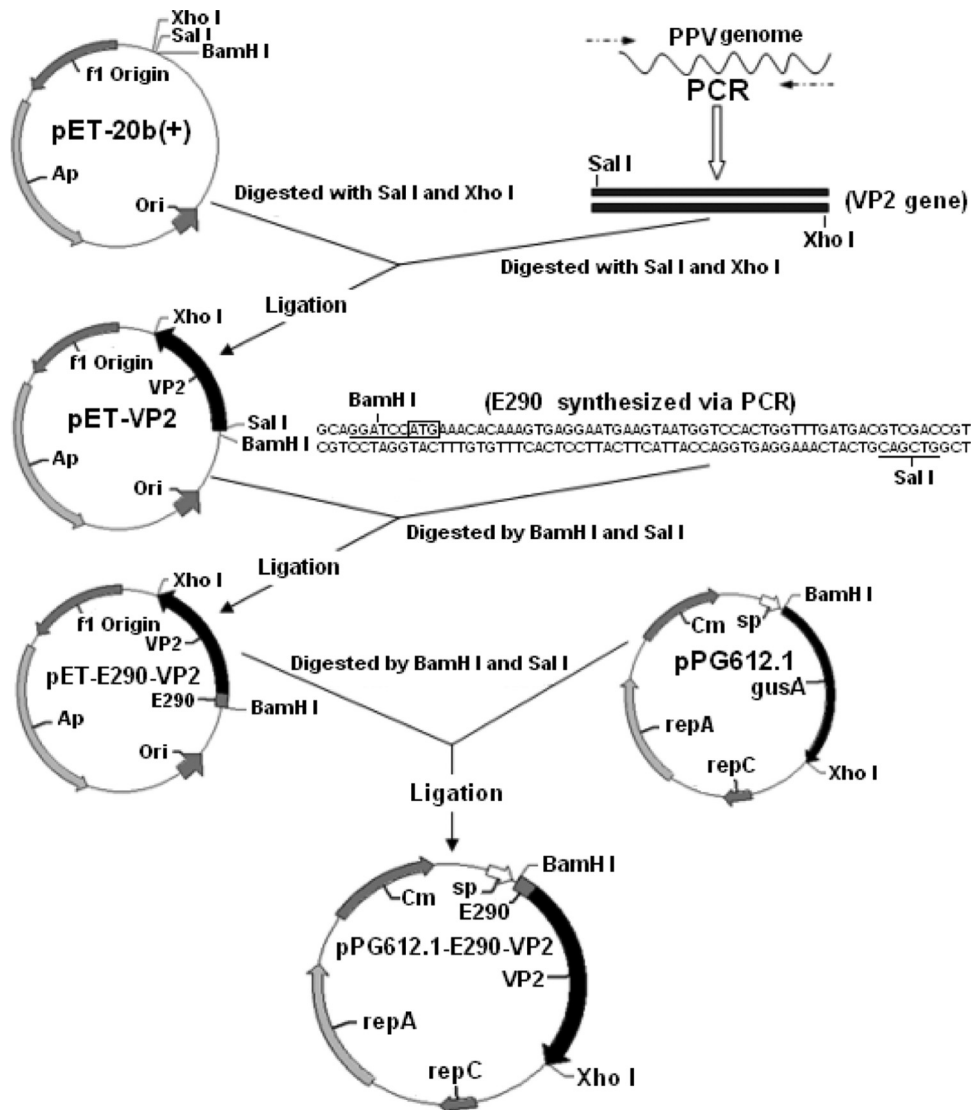 Xho I
Sal I
BamH I
f1 Origin
pET-20b(+)
Ap
Ori
PPV genome
PCR
Sal I
(VP2 gene)
Xho I
Digested with Sal I and Xho I
Digested with Sal I and Xho I
Ligation
Xho I
f1 Origin
VP2
pET-VP2
Sal I
BamH I
Ap
Ori
BamH I
(E290 synthesized via PCR)
GCAGGATCCATGAAACACAAAGTGAGGAATGAAGTAATGGTCCACTGGTTTGATGACGTCGACCGT
CGTCCTAGGTACTTTGTGTTTCACTCCTTACTTCATTACCAGGTGAGGAAACTACTGCAGCTGGCT
Sal I
Digested by BamH I and Sal I
Ligation
Xho I
f1 Origin
VP2
pET-E290-VP2
E290
BamH I
Ap
Ori
Digested by BamH I and Sal I
BamH I
sp
Cm
pPG612.1
gusA
repA
repC
Xho I
Ligation
BamH I
sp
E290
Cm
pPG612.1-E290-VP2
VP2
repA
repC
Xho I